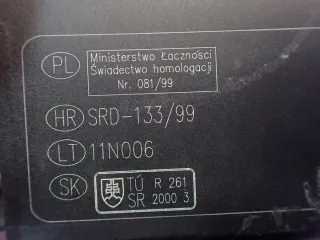 PL Ministerstwo Łączności
Świadectwo homologacji
Nr. 081/99
HR SRD-133/99
LT 11N006
SK TÚ R 261
SR 2000 3